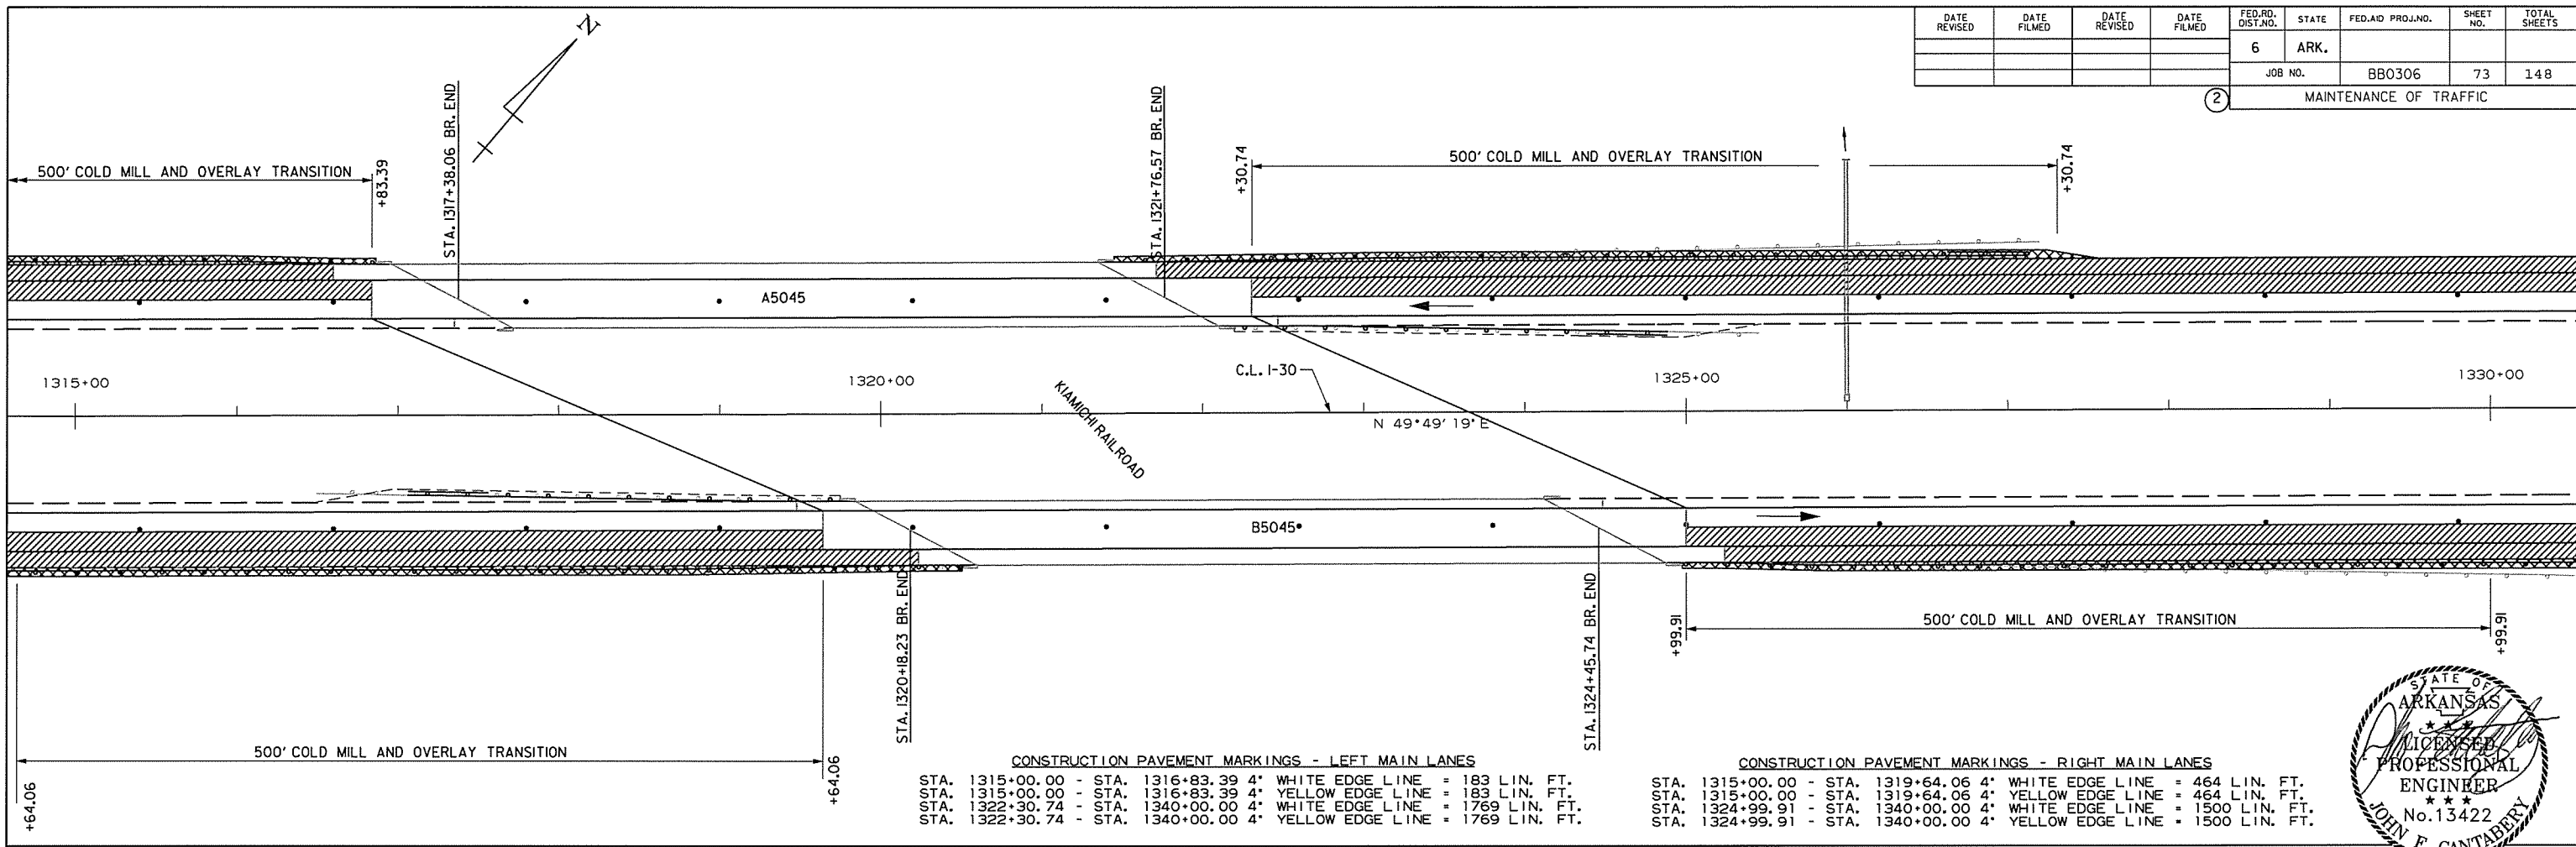 DATE REVISED
DATE FILMED
DATE REVISED
DATE FILMED
FED.RD. DIST.NO.
STATE
FED.AID PROJ.NO.
SHEET NO.
TOTAL SHEETS
6
ARK.
JOB NO.
BB0306
73
148
2
MAINTENANCE OF TRAFFIC
N
500' COLD MILL AND OVERLAY TRANSITION
+83.39
STA. 1317+38.06 BR. END
STA. 1321+76.57 BR. END
+30.74
500' COLD MILL AND OVERLAY TRANSITION
+30.74
A5045
1315+00
1320+00
C.L. I-30
1325+00
1330+00
KIAMICHI RAILROAD
N 49°49' 19" E
B5045
STA. 1320+18.23 BR. END
STA. 1324+45.74 BR. END
+99.91
500' COLD MILL AND OVERLAY TRANSITION
+99.91
+64.06
500' COLD MILL AND OVERLAY TRANSITION
+64.06
CONSTRUCTION PAVEMENT MARKINGS - LEFT MAIN LANES
STA. 1315+00.00 - STA. 1316+83.39 4" WHITE EDGE LINE = 183 LIN. FT.
STA. 1315+00.00 - STA. 1316+83.39 4" YELLOW EDGE LINE = 183 LIN. FT.
STA. 1322+30.74 - STA. 1340+00.00 4" WHITE EDGE LINE = 1769 LIN. FT.
STA. 1322+30.74 - STA. 1340+00.00 4" YELLOW EDGE LINE = 1769 LIN. FT.
CONSTRUCTION PAVEMENT MARKINGS - RIGHT MAIN LANES
STA. 1315+00.00 - STA. 1319+64.06 4" WHITE EDGE LINE = 464 LIN. FT.
STA. 1315+00.00 - STA. 1319+64.06 4" YELLOW EDGE LINE = 464 LIN. FT.
STA. 1324+99.91 - STA. 1340+00.00 4" WHITE EDGE LINE = 1500 LIN. FT.
STA. 1324+99.91 - STA. 1340+00.00 4" YELLOW EDGE LINE = 1500 LIN. FT.
STATE OF
ARKANSAS
LICENSED
PROFESSIONAL
ENGINEER
No.13422
JOHN F. CANTABERY